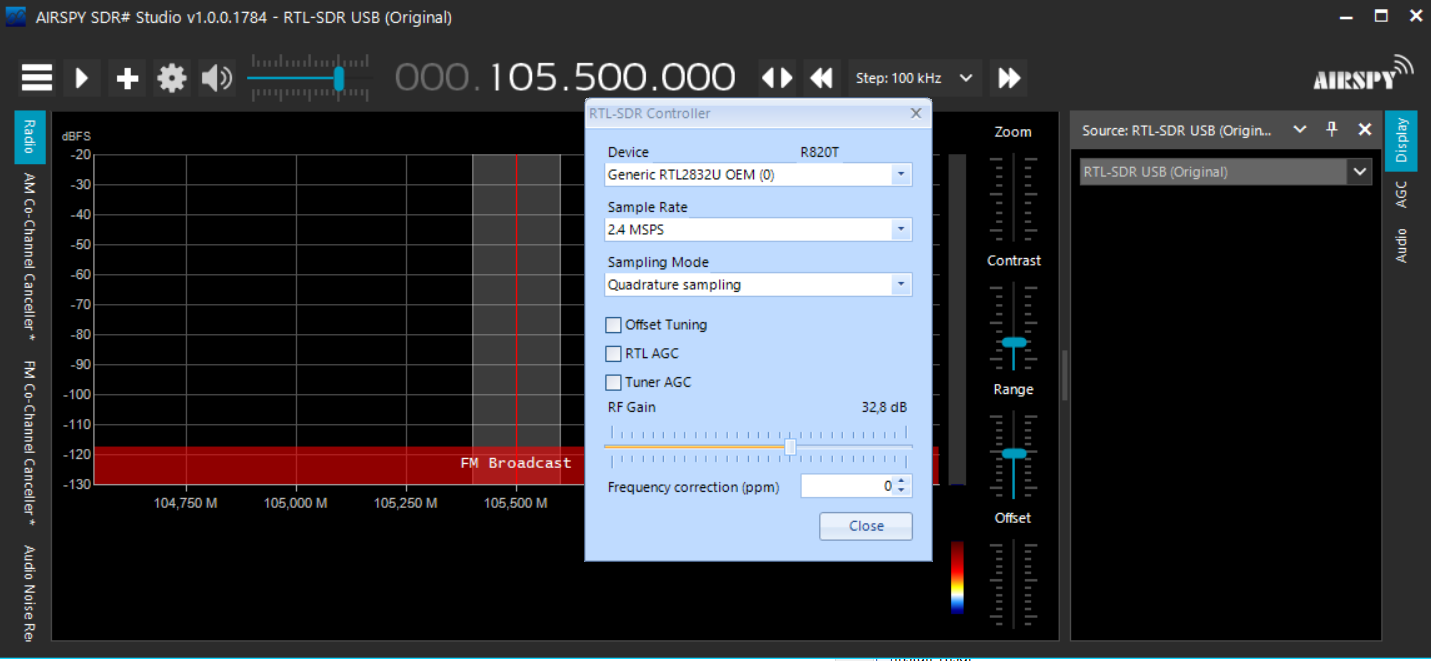 AIRSPY SDR# Studio v1.0.0.1784 - RTL-SDR USB (Original)
000.105.500.000
Step: 100 kHz
AIRSPY
Radio
AM Co-Channel Canceller *
FM Co-Channel Canceller *
Audio Noise Re
dBFS
-20
-30
-40
-50
-60
-70
-80
-90
-100
-110
-120
-130
FM Broadcast
104,750 M
105,000 M
105,250 M
105,500 M
RTL-SDR Controller
Device
R820T
Generic RTL2832U OEM (0)
Sample Rate
2.4 MSPS
Sampling Mode
Quadrature sampling
Offset Tuning
RTL AGC
Tuner AGC
RF Gain
32,8 dB
Frequency correction (ppm)
0
Close
Zoom
Contrast
Range
Offset
Source: RTL-SDR USB (Origin...
RTL-SDR USB (Original)
Display
AGC
Audio